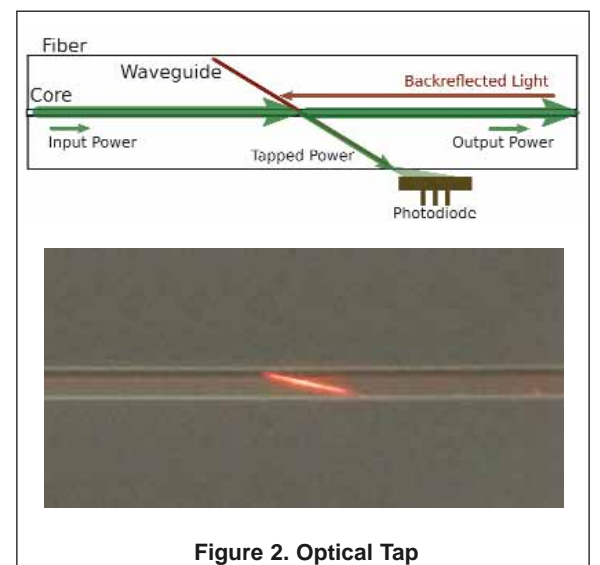 Fiber
Waveguide
Backreflected Light
Core
Input Power
Output Power
Tapped Power
Photodiode
Figure 2. Optical Tap